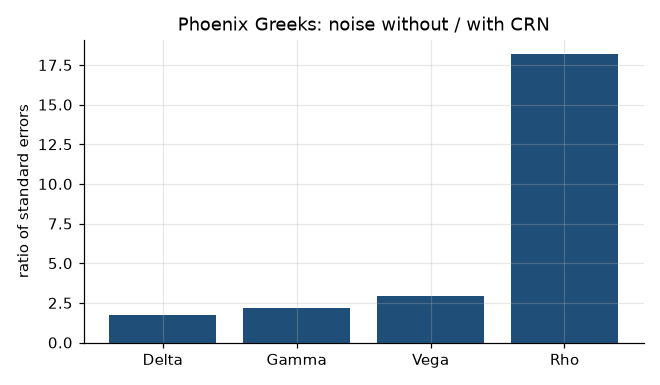 Phoenix Greeks: noise without / with CRN
ratio of standard errors
17.5
15.0
12.5
10.0
7.5
5.0
2.5
0.0
Delta Gamma Vega Rho